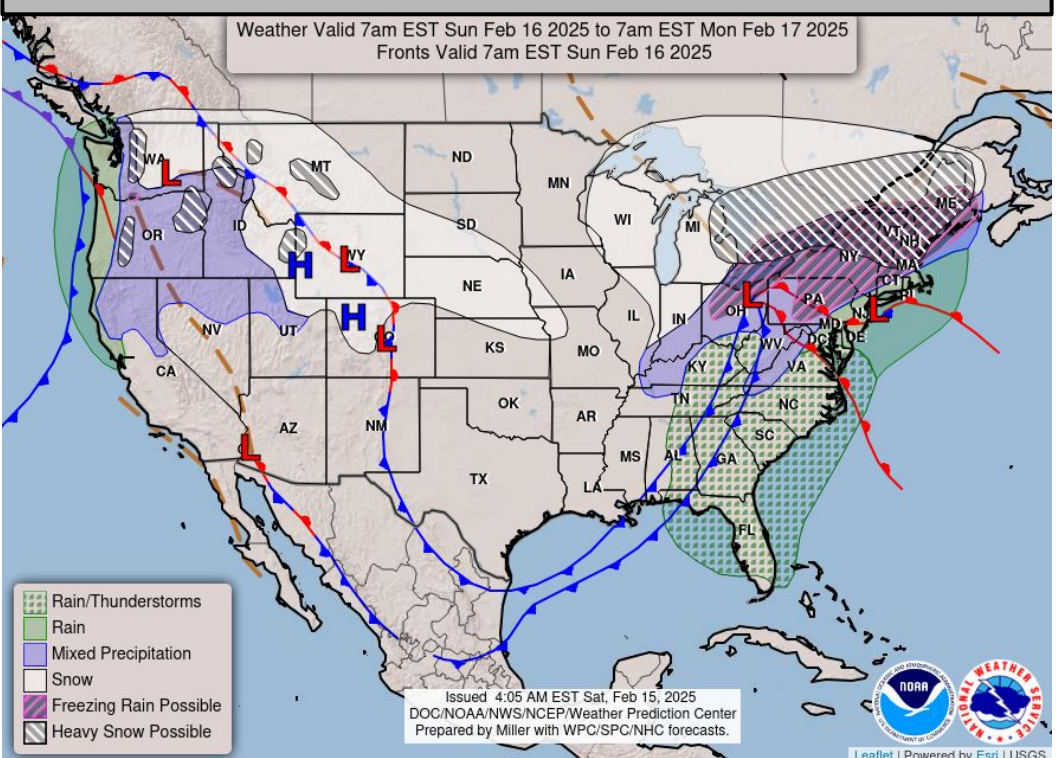 Weather Valid 7am EST Sun Feb 16 2025 to 7am EST Mon Feb 17 2025
Fronts Valid 7am EST Sun Feb 16 2025
WA
MT
ND
MN
OR
ID
WY
SD
WI
MI
NE
IA
IL
IN
OH
PA
NY
VT
NH
ME
MA
CT
RI
NJ
MD
DE
DC
WV
VA
KY
NV
UT
CA
KS
MO
AZ
NM
OK
AR
TN
NC
SC
MS
AL
GA
TX
LA
FL
L
L
L
L
L
L
H
H
Rain/Thunderstorms
Rain
Mixed Precipitation
Snow
Freezing Rain Possible
Heavy Snow Possible
Issued 4:05 AM EST Sat, Feb 15, 2025
DOC/NOAA/NWS/NCEP/Weather Prediction Center
Prepared by Miller with WPC/SPC/NHC forecasts.
NOAA
NATIONAL WEATHER SERVICE
Leaflet | Powered by Esri | USGS